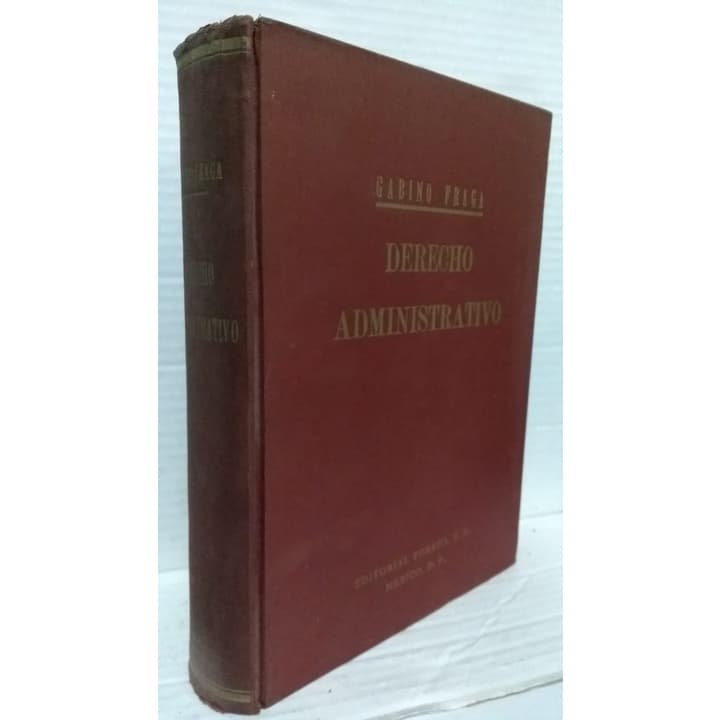 GABINO FRAGA
DERECHO
ADMINISTRATIVO
EDITORIAL PORRUA, S. A.
MEXICO, D. F.